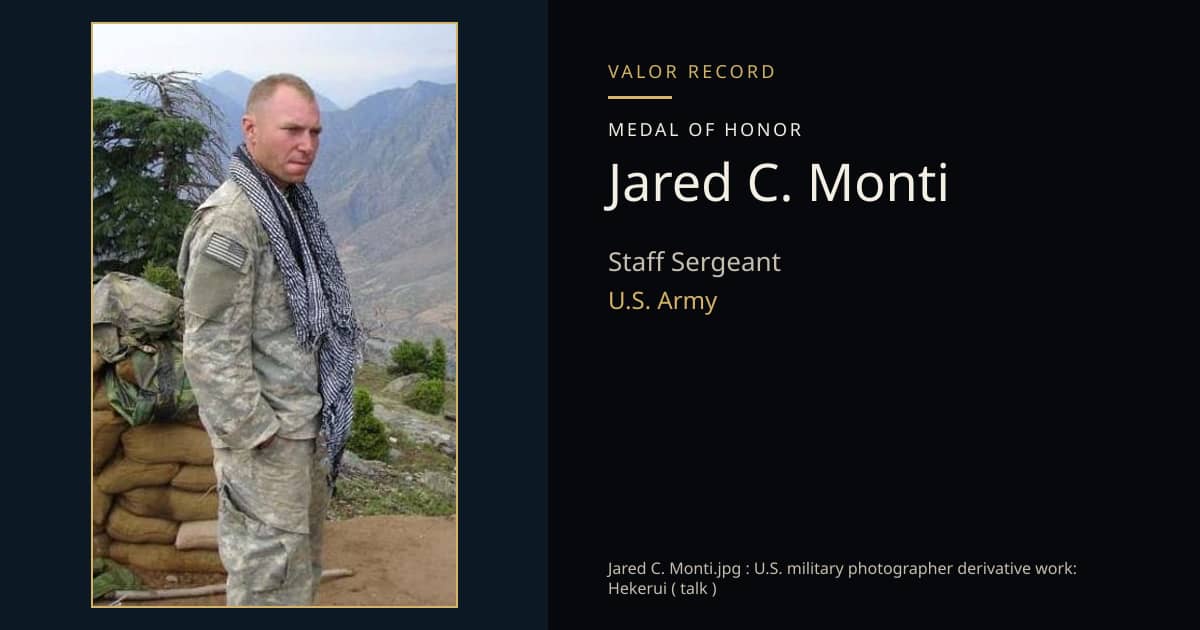 VALOR RECORD
MEDAL OF HONOR
Jared C. Monti
Staff Sergeant
U.S. Army
Jared C. Monti.jpg : U.S. military photographer derivative work:
Hekerui ( talk )